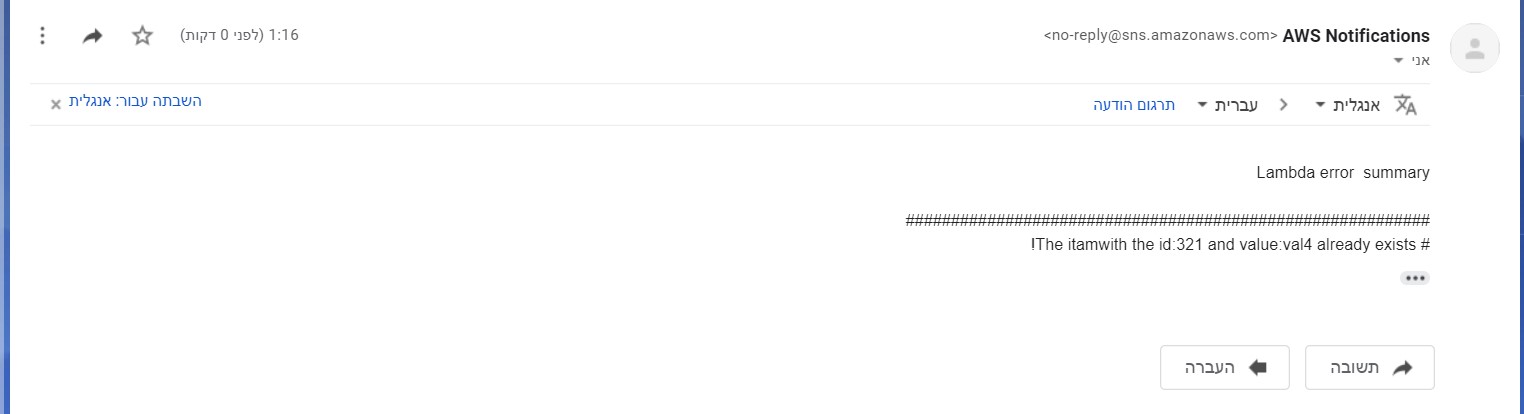 AWS Notifications <no-reply@sns.amazonaws.com>
1:16 (לפני 0 דקות)
אני
אנגלית
עברית
תרגום הודעה
השבתה עבור: אנגלית
Lambda error  summary
##########################################################
# The itamwith the id:321 and value:val4 already exists!
תשובה
העברה